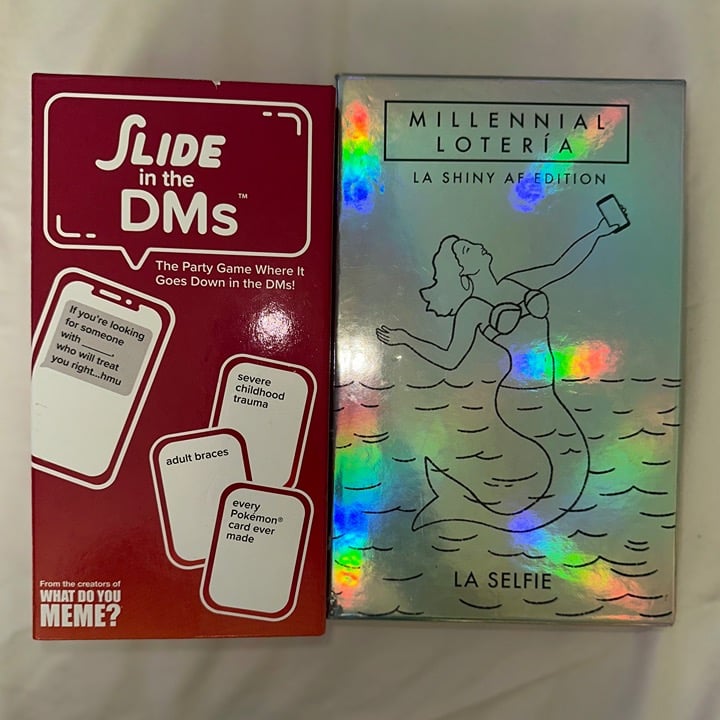 SLIDE
in the
DMs™
The Party Game Where It
Goes Down in the DMs!
If you're looking
for someone
with ______,
who will treat
you right...hmu
severe
childhood
trauma
adult braces
every
Pokémon®
card ever
made
From the creators of
WHAT DO YOU
MEME?
MILLENNIAL
LOTERÍA
LA SHINY AF EDITION
LA SELFIE